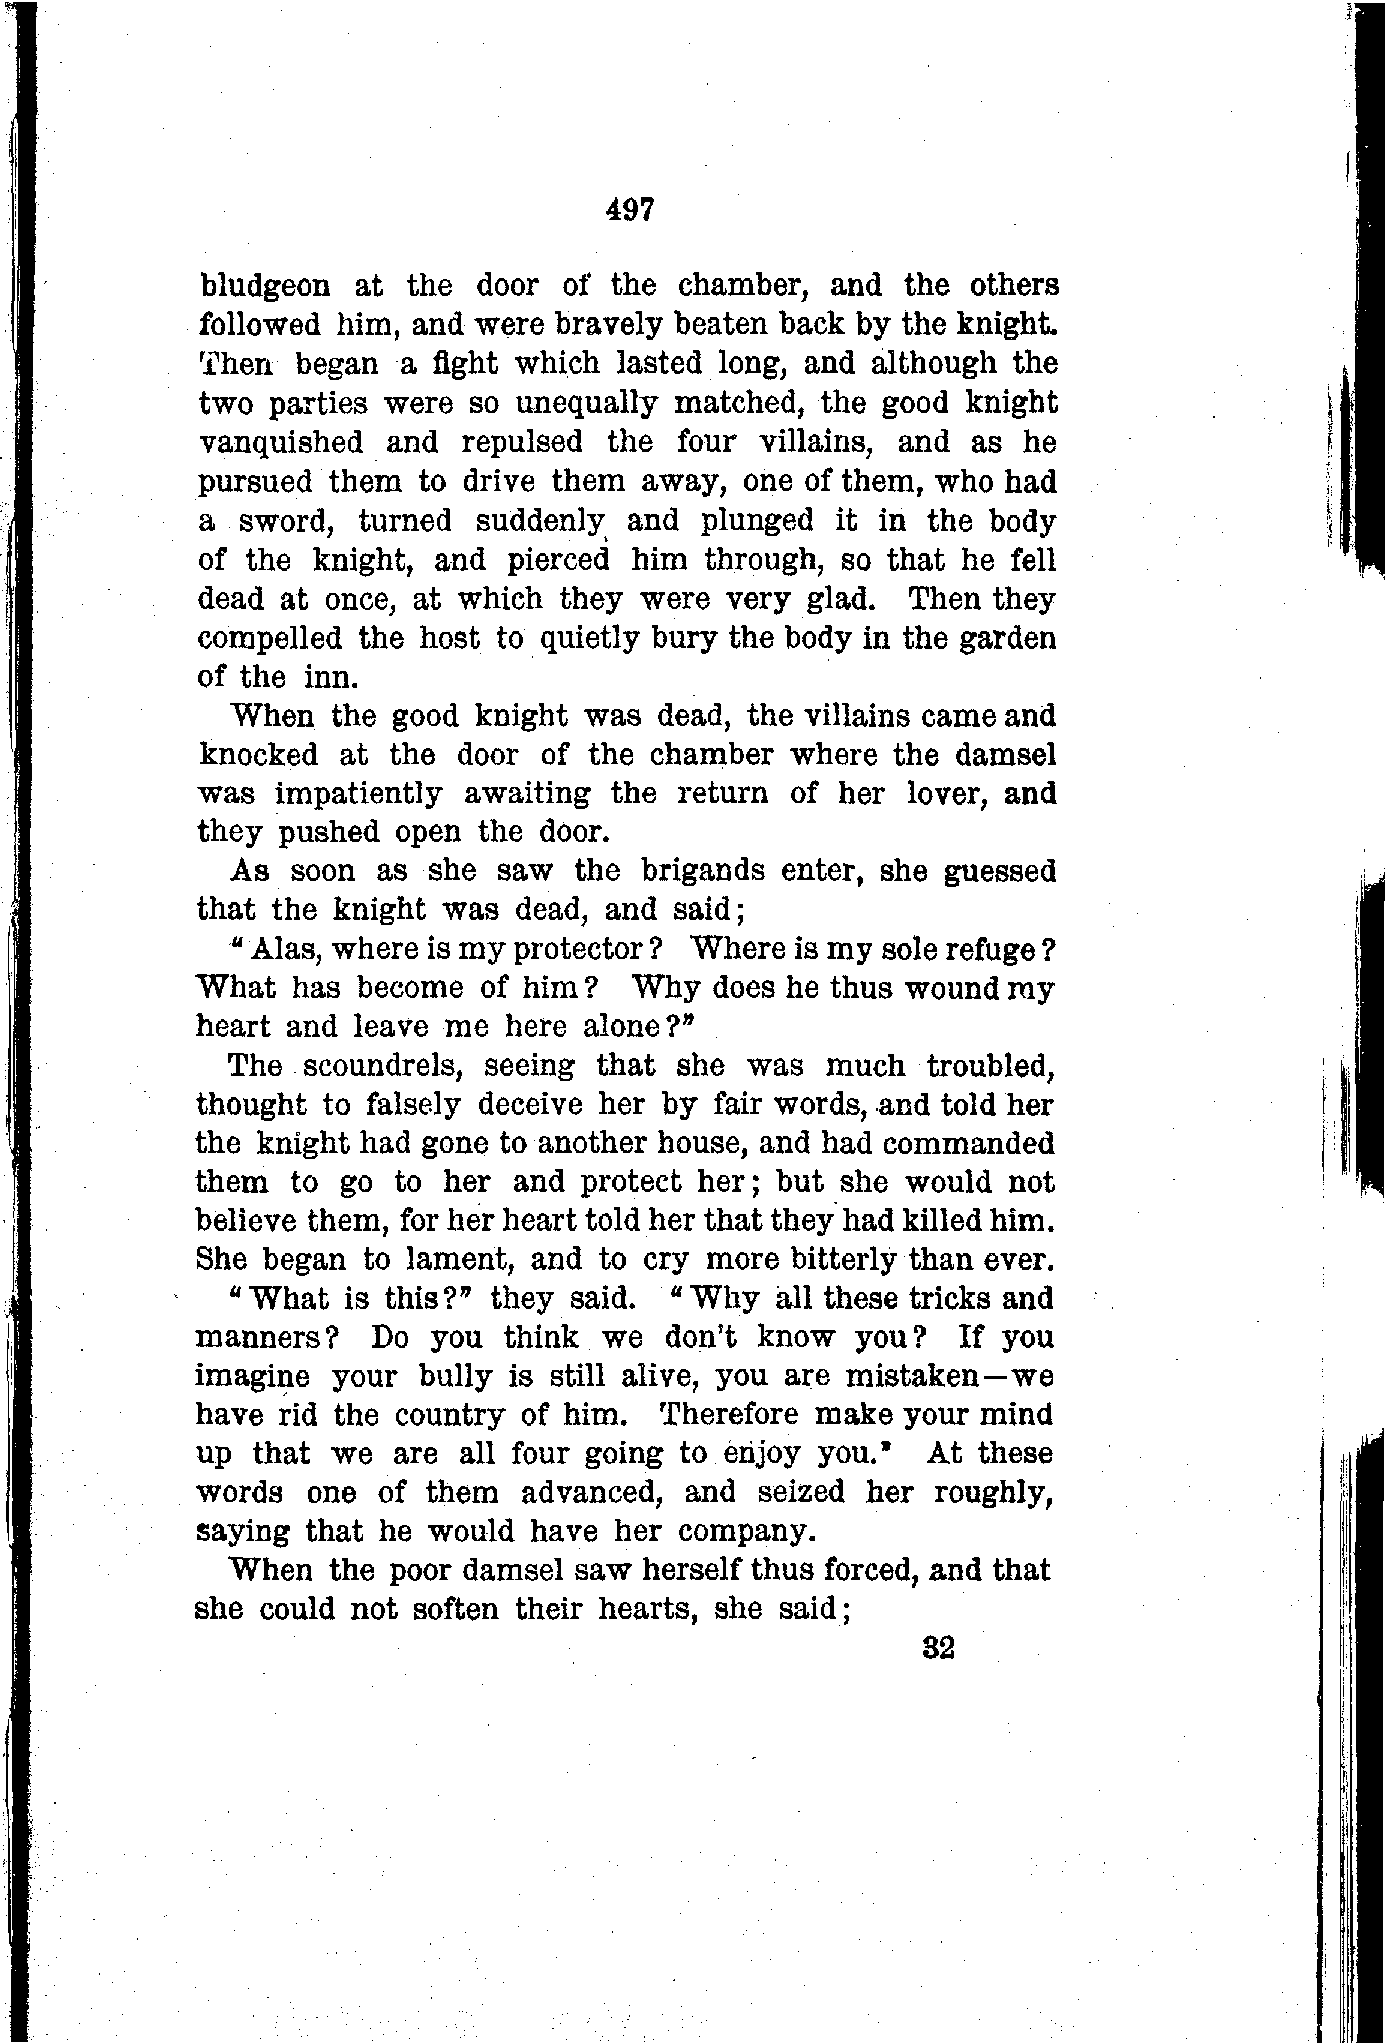 497
bludgeon at the door of the chamber, and the others
followed him, and were bravely beaten back by the knight.
Then began a fight which lasted long, and although the
two parties were so unequally matched, the good knight
vanquished and repulsed the four villains, and as he
pursued them to drive them away, one of them, who had
a sword, turned suddenly and plunged it in the body
of the knight, and pierced him through, so that he fell
dead at once, at which they were very glad. Then they
compelled the host to quietly bury the body in the garden
of the inn.
When the good knight was dead, the villains came and
knocked at the door of the chamber where the damsel
was impatiently awaiting the return of her lover, and
they pushed open the door.
As soon as she saw the brigands enter, she guessed
that the knight was dead, and said;
"Alas, where is my protector? Where is my sole refuge?
What has become of him? Why does he thus wound my
heart and leave me here alone?"
The scoundrels, seeing that she was much troubled,
thought to falsely deceive her by fair words, and told her
the knight had gone to another house, and had commanded
them to go to her and protect her; but she would not
believe them, for her heart told her that they had killed him.
She began to lament, and to cry more bitterly than ever.
"What is this?" they said. "Why all these tricks and
manners? Do you think we don't know you? If you
imagine your bully is still alive, you are mistaken—we
have rid the country of him. Therefore make your mind
up that we are all four going to enjoy you." At these
words one of them advanced, and seized her roughly,
saying that he would have her company.
When the poor damsel saw herself thus forced, and that
she could not soften their hearts, she said;
32